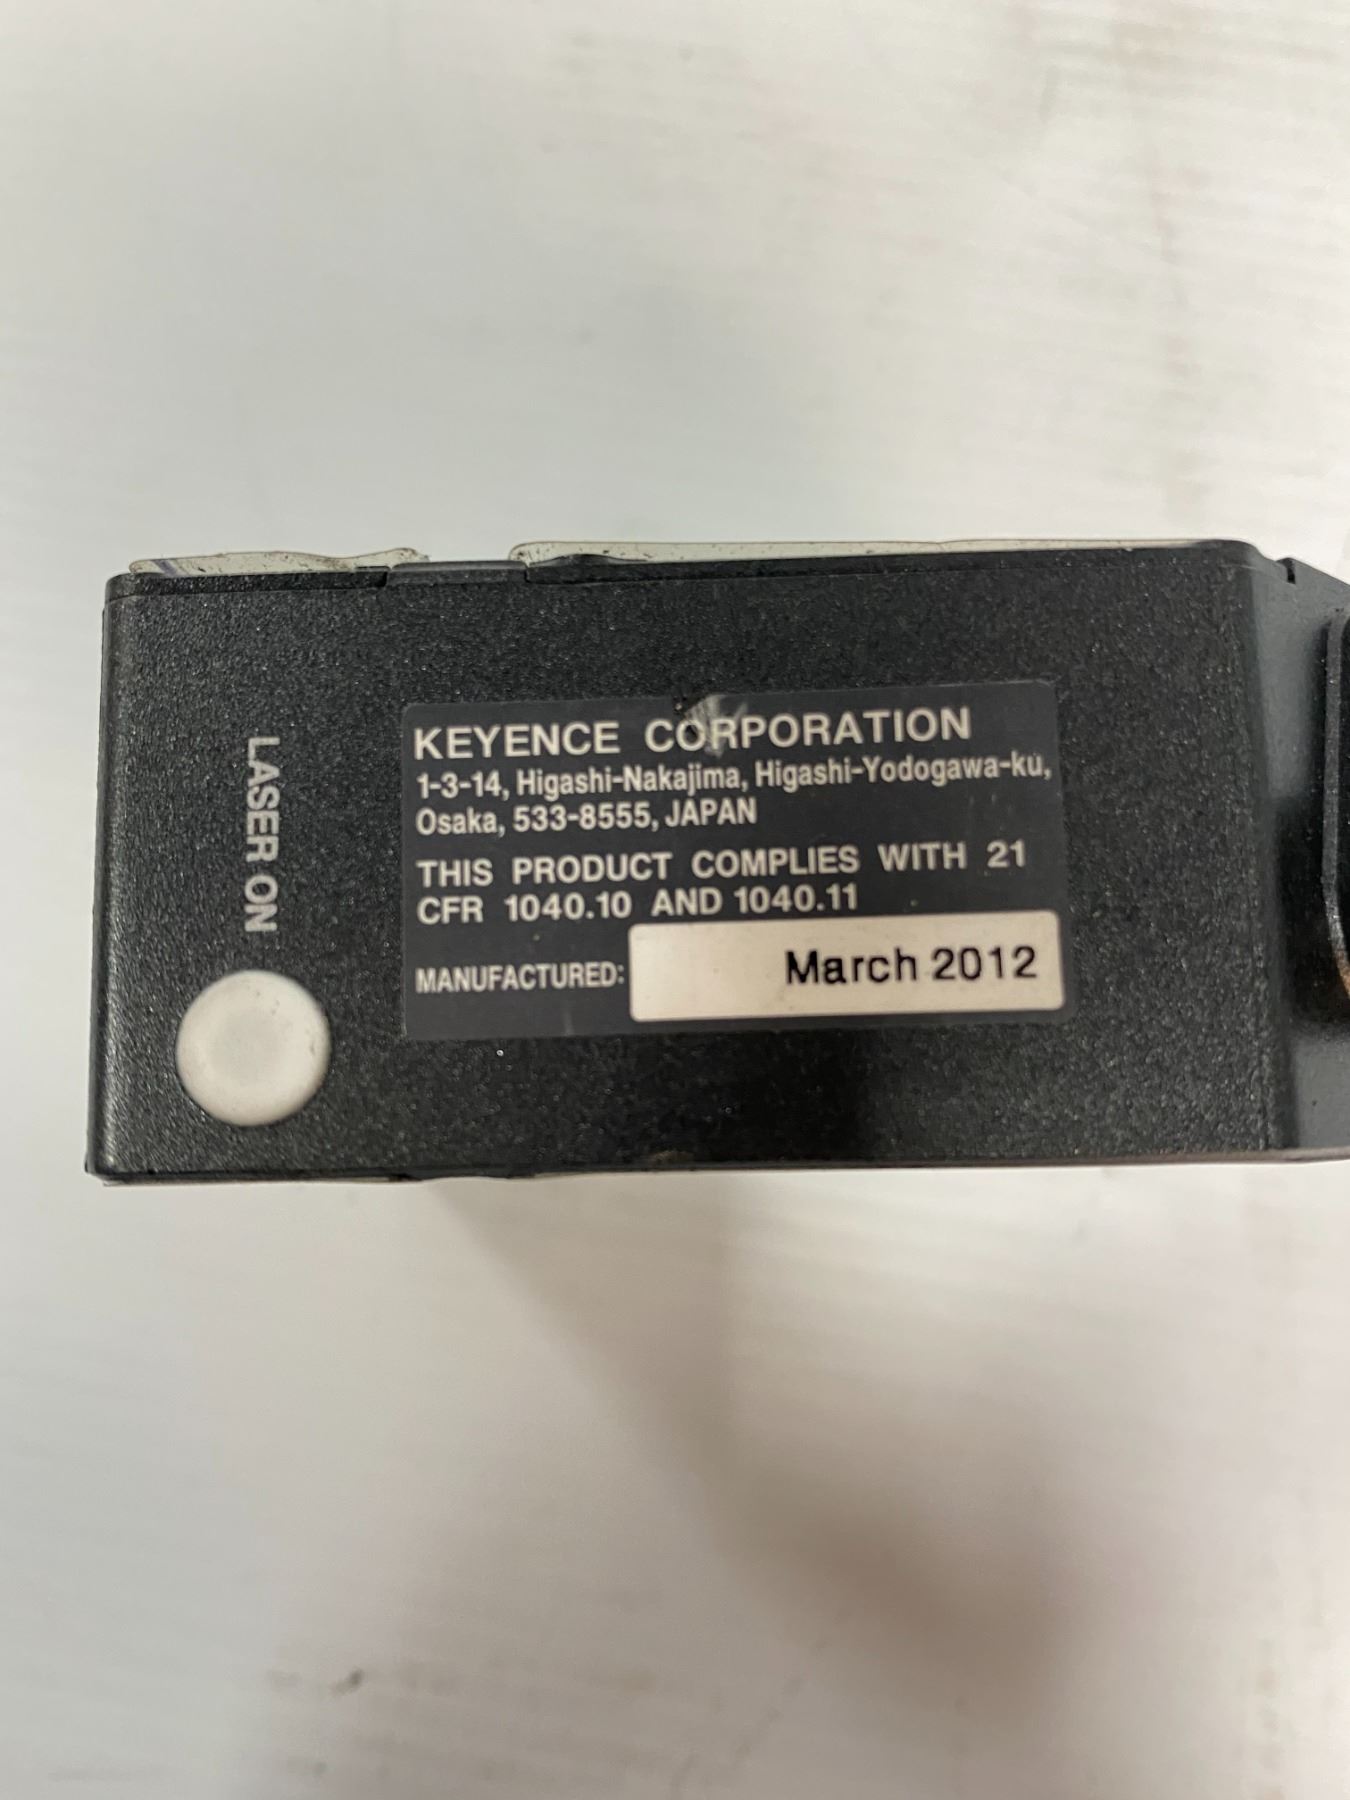 KEYENCE CORPORATION
1-3-14, Higashi-Nakajima, Higashi-Yodogawa-ku,
Osaka, 533-8555, JAPAN
THIS PRODUCT COMPLIES WITH 21
CFR 1040.10 AND 1040.11
MANUFACTURED: March 2012
LASER ON